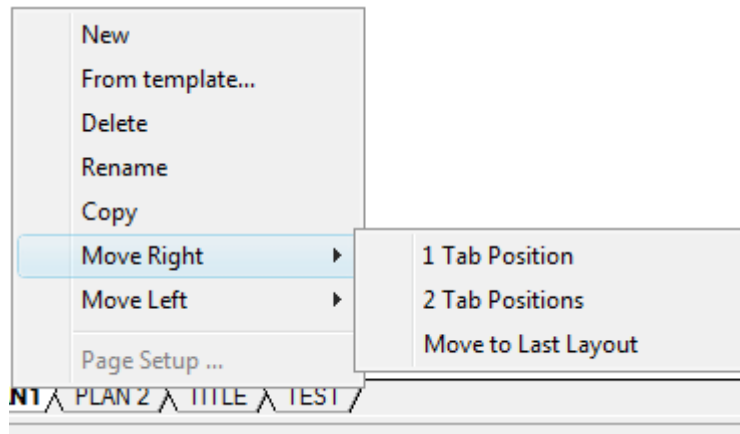 New
From template...
Delete
Rename
Copy
Move Right
1 Tab Position
Move Left
2 Tab Positions
Move to Last Layout
Page Setup ...
N1 PLAN 2 TITLE TEST